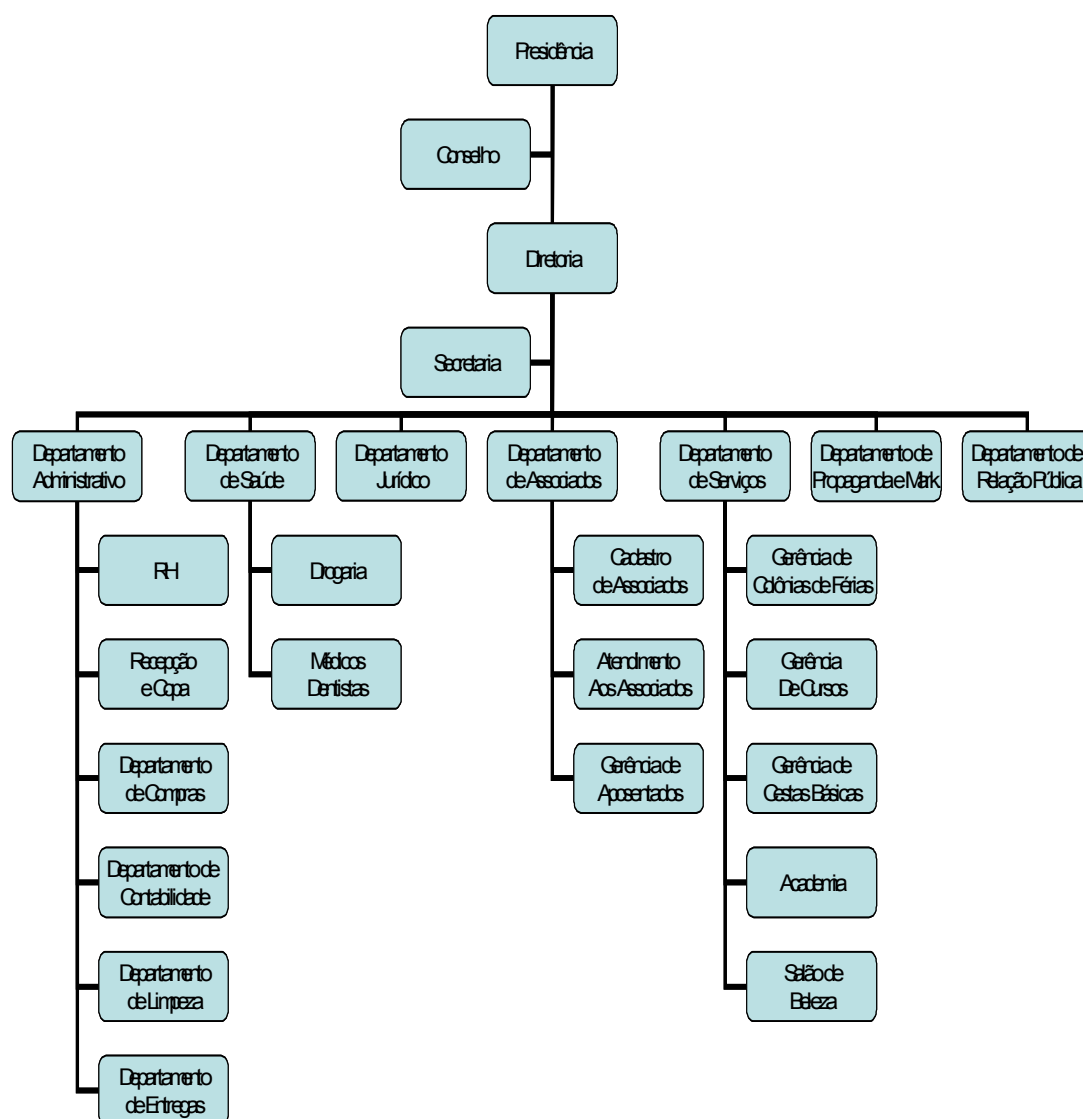 Presidência
Conselho
Diretoria
Secretaria
Departamento
Administrativo
Departamento
de Saúde
Departamento
Jurídico
Departamento
de Associados
Departamento
de Serviços
Departamento de
Propaganda e Mark.
Departamento de
Relação Pública
RH
Recepção
e Copa
Departamento
de Compras
Departamento de
Contabilidade
Departamento
de Limpeza
Departamento
de Entregas
Drogaria
Médicos
Dentistas
Cadastro
de Associados
Atendimento
Aos Associados
Gerência de
Aposentados
Gerência de
Colônias de Férias
Gerência
De Cursos
Gerência de
Cestas Básicas
Academia
Salão de
Beleza